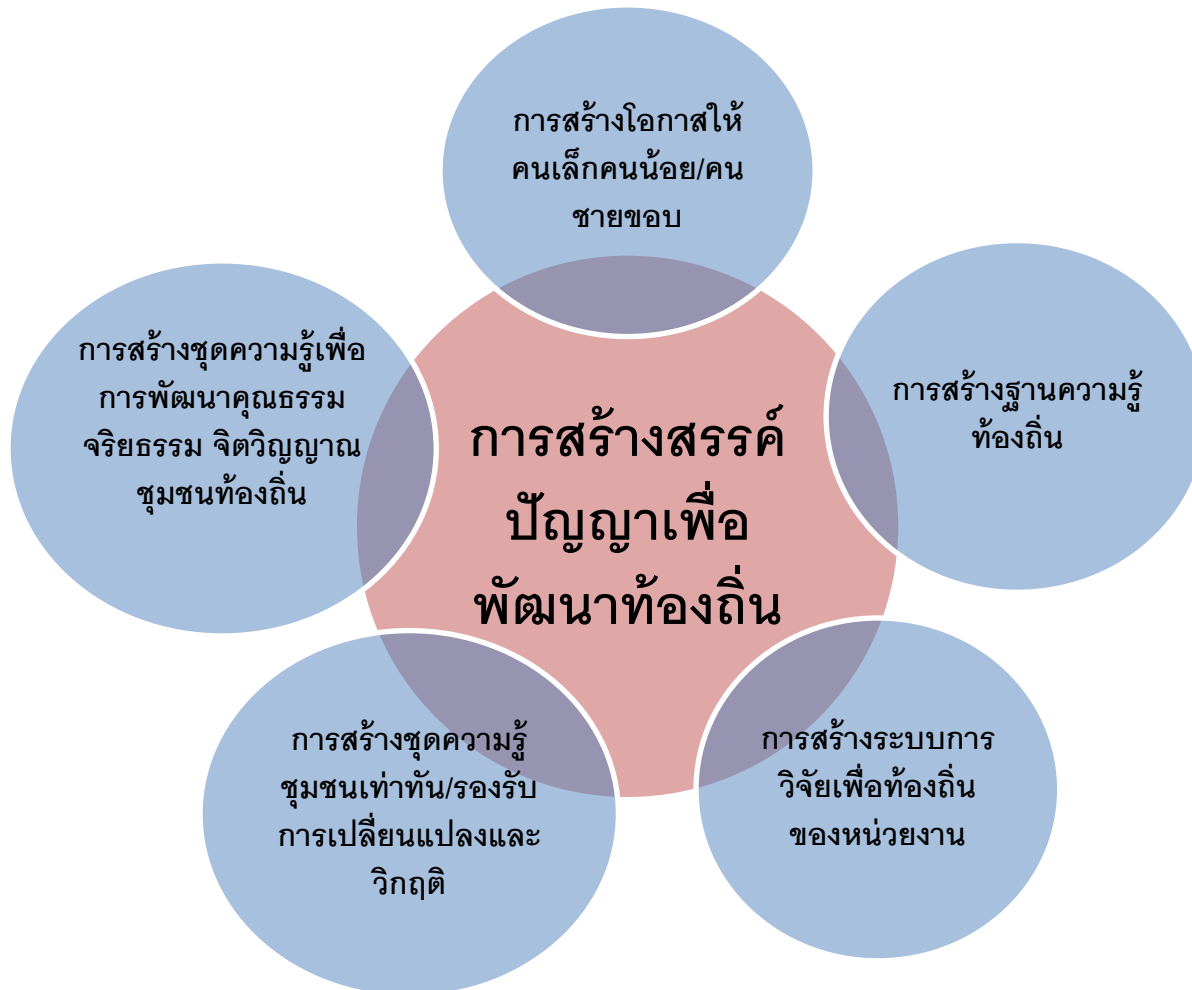 การสร้างโอกาสให้
คนเล็กคนน้อย/คน
ชายขอบ
การสร้างฐานความรู้
ท้องถิ่น
การสร้างระบบการ
วิจัยเพื่อท้องถิ่น
ของหน่วยงาน
การสร้างชุดความรู้
ชุมชนเท่าทัน/รองรับ
การเปลี่ยนแปลงและ
วิกฤติ
การสร้างชุดความรู้เพื่อ
การพัฒนาคุณธรรม
จริยธรรม จิตวิญญาณ
ชุมชนท้องถิ่น
การสร้างสรรค์
ปัญญาเพื่อ
พัฒนาท้องถิ่น